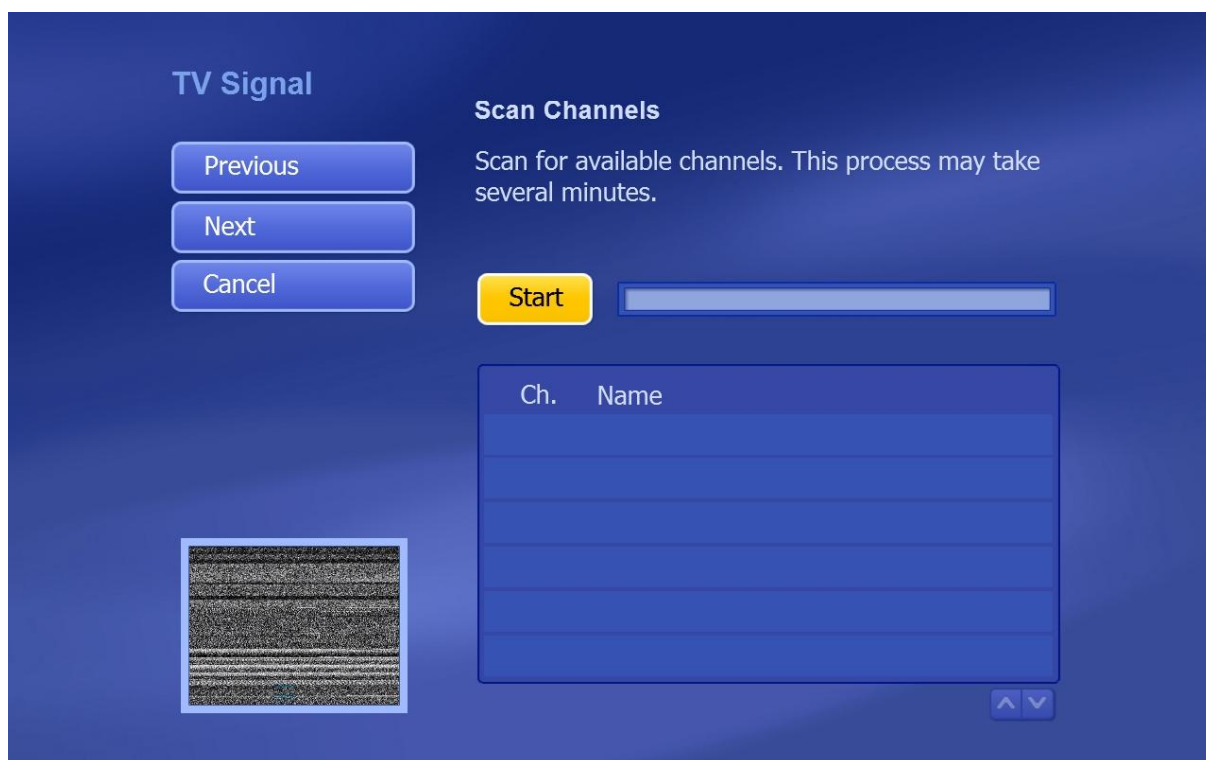 TV Signal
Previous
Next
Cancel
Scan Channels
Scan for available channels. This process may take
several minutes.
Start
Ch. Name